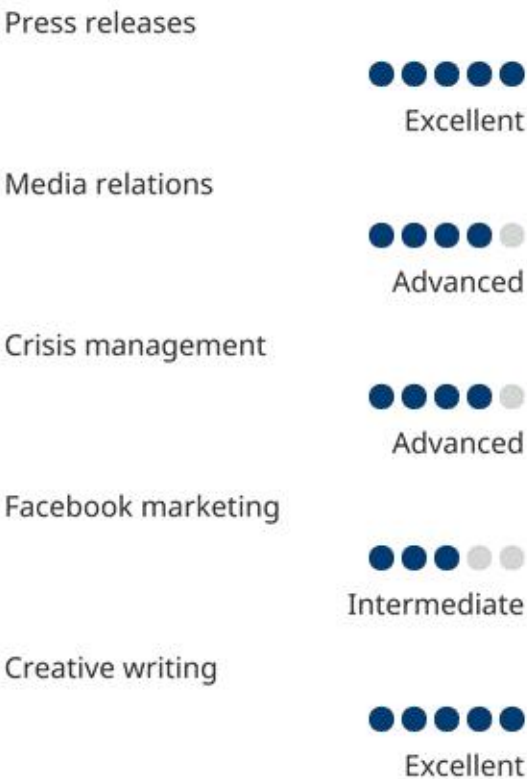 Press releases
Excellent
Media relations
Advanced
Crisis management
Advanced
Facebook marketing
Intermediate
Creative writing
Excellent